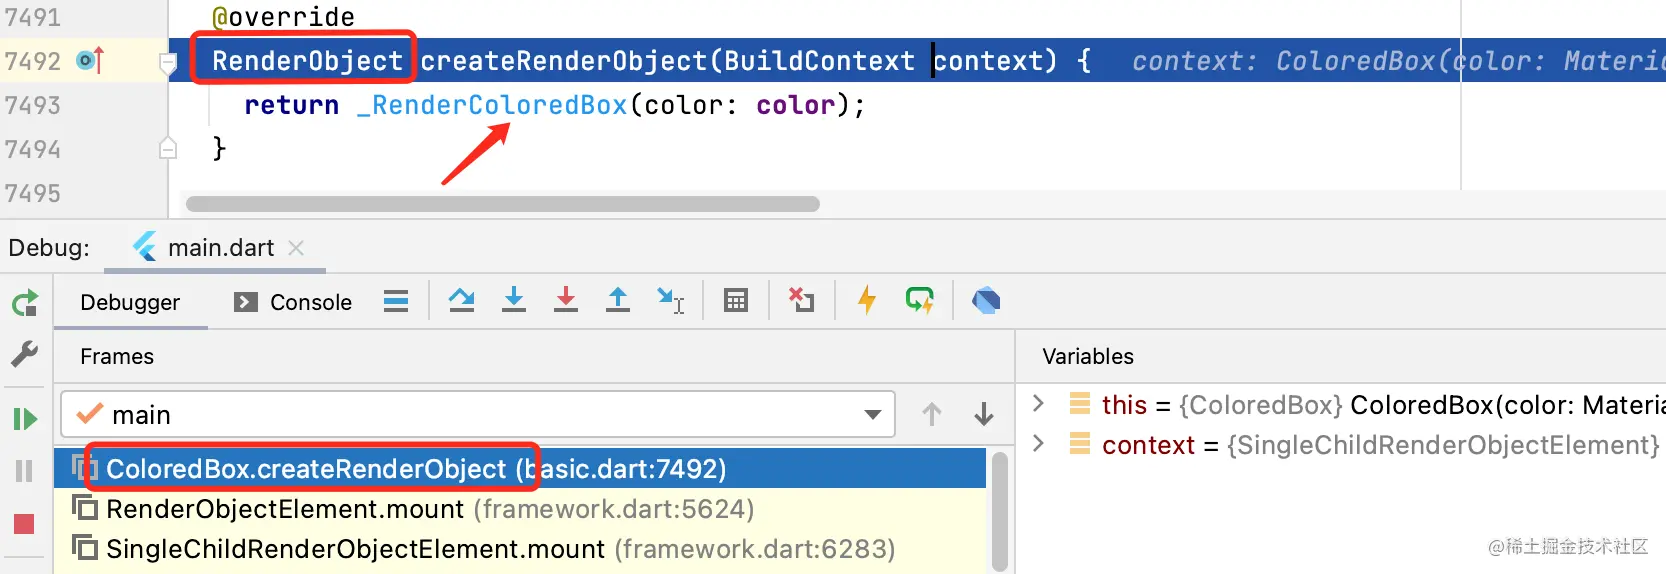 7491 @override
7492 RenderObject createRenderObject(BuildContext context) { context: ColoredBox(color: Materia
7493 return _RenderColoredBox(color: color);
7494 }
7495
Debug: main.dart
Debugger Console
Frames Variables
main
this = {ColoredBox} ColoredBox(color: Materia
context = {SingleChildRenderObjectElement}
ColoredBox.createRenderObject (basic.dart:7492)
RenderObjectElement.mount (framework.dart:5624)
SingleChildRenderObjectElement.mount (framework.dart:6283)
@稀土掘金技术社区